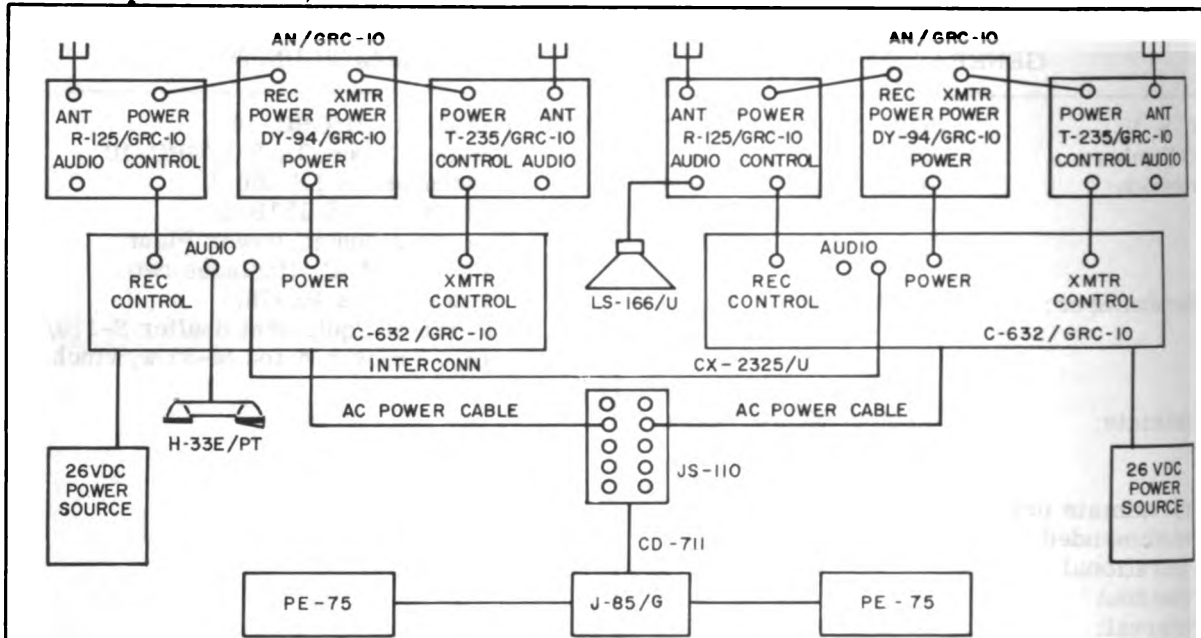 AN/GRC-10
AN/GRC-10
ANT POWER
R-125/GRC-10
AUDIO CONTROL
REC POWER XMTR POWER
DY-94/GRC-10
POWER
POWER ANT
T-235/GRC-10
CONTROL AUDIO
ANT POWER
R-125/GRC-10
AUDIO CONTROL
REC POWER XMTR POWER
DY-94/GRC-10
POWER
POWER ANT
T-235/GRC-10
CONTROL AUDIO
REC CONTROL
AUDIO
POWER
XMTR CONTROL
C-632/GRC-10
LS-166/U
REC CONTROL
AUDIO
POWER
XMTR CONTROL
C-632/GRC-10
INTERCONN
CX-2325/U
H-33E/PT
AC POWER CABLE
AC POWER CABLE
26VDC
POWER
SOURCE
JS-110
26 VDC
POWER
SOURCE
CD-711
PE-75
J-85/G
PE-75